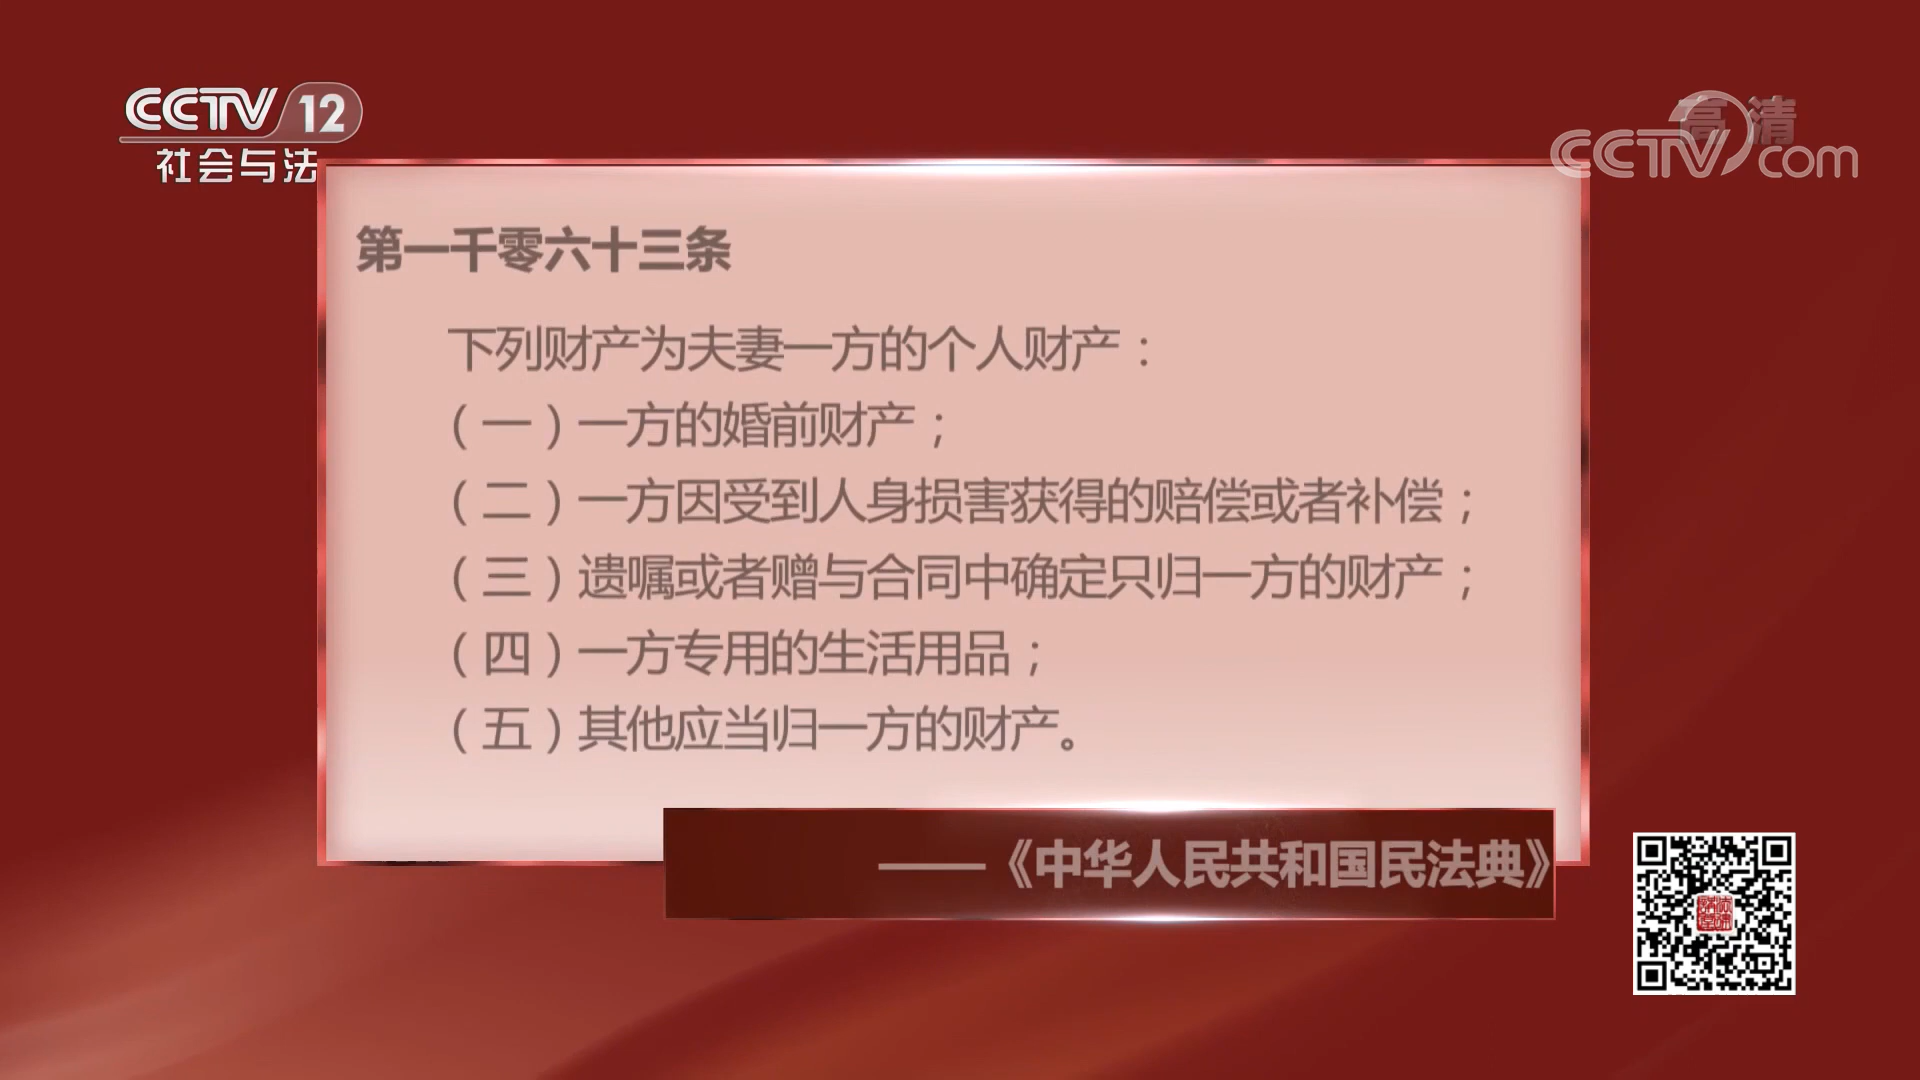 CCTV 12
社会与法
高清
CCTV.com
第一千零六十三条
下列财产为夫妻一方的个人财产：
（一）一方的婚前财产；
（二）一方因受到人身损害获得的赔偿或者补偿；
（三）遗嘱或者赠与合同中确定只归一方的财产；
（四）一方专用的生活用品；
（五）其他应当归一方的财产。
——《中华人民共和国民法典》